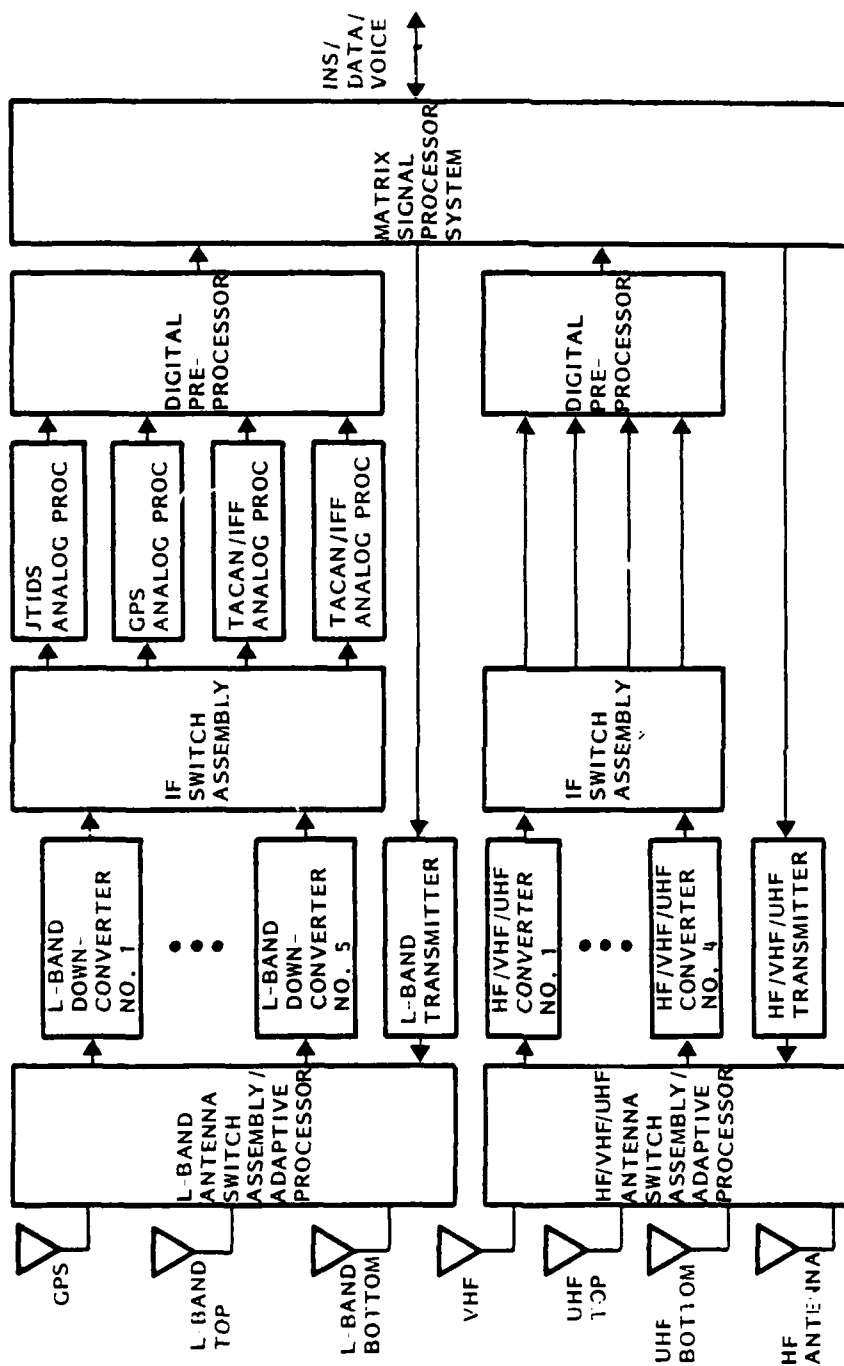 GPS
L-BAND
TOP
L-BAND
BOTTOM
VHF
UHF
TOP
UHF
BOTTOM
HF
ANTENNA
L-BAND
ANTENNA
SWITCH
ASSEMBLY/
ADAPTIVE
PROCESSOR
HF/VHF/UHF
ANTENNA
SWITCH
ASSEMBLY/
ADAPTIVE
PROCESSOR
L-BAND
DOWN-
CONVERTER
NO. 1
L-BAND
DOWN-
CONVERTER
NO. 5
L-BAND
TRANSMITTER
HF/VHF/UHF
CONVERTER
NO. 1
HF/VHF/UHF
CONVERTER
NO. 4
HF/VHF/UHF
TRANSMITTER
IF
SWITCH
ASSEMBLY
IF
SWITCH
ASSEMBLY
JTIDS
ANALOG PROC
GPS
ANALOG PROC
TACAN/IFF
ANALOG PROC
TACAN/IFF
ANALOG PROC
DIGITAL
PRE-
PROCESSOR
DIGITAL
PRE-
PROCESSOR
MATRIX
SIGNAL
PROCESSOR
SYSTEM
INS/
DATA/
VOICE